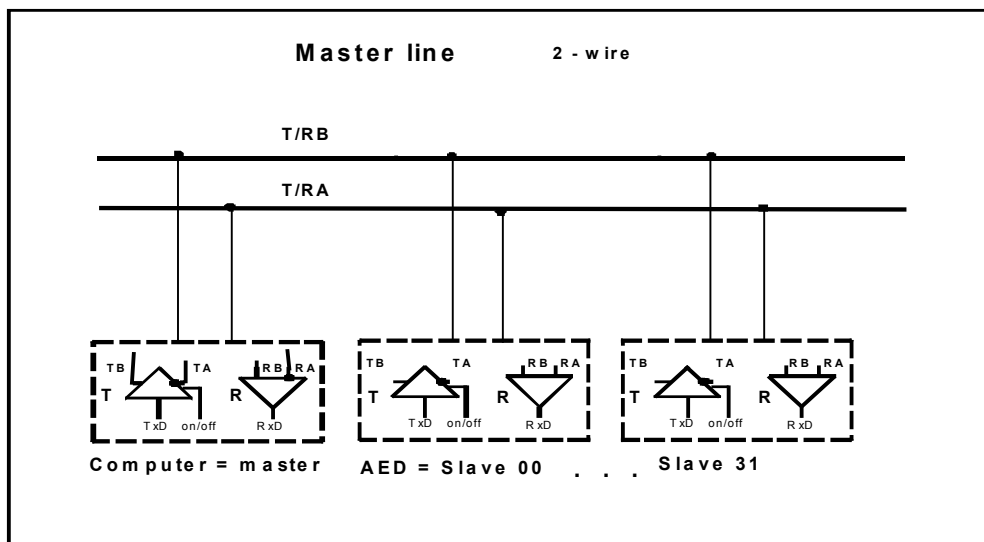 Master line 2 - wire
T/RB
T/RA
TB TA RB RA TB TA RB RA TB TA RB RA
T R T R T R
TxD on/off RxD TxD on/off RxD TxD on/off RxD
Computer = master AED = Slave 00 . . . Slave 31